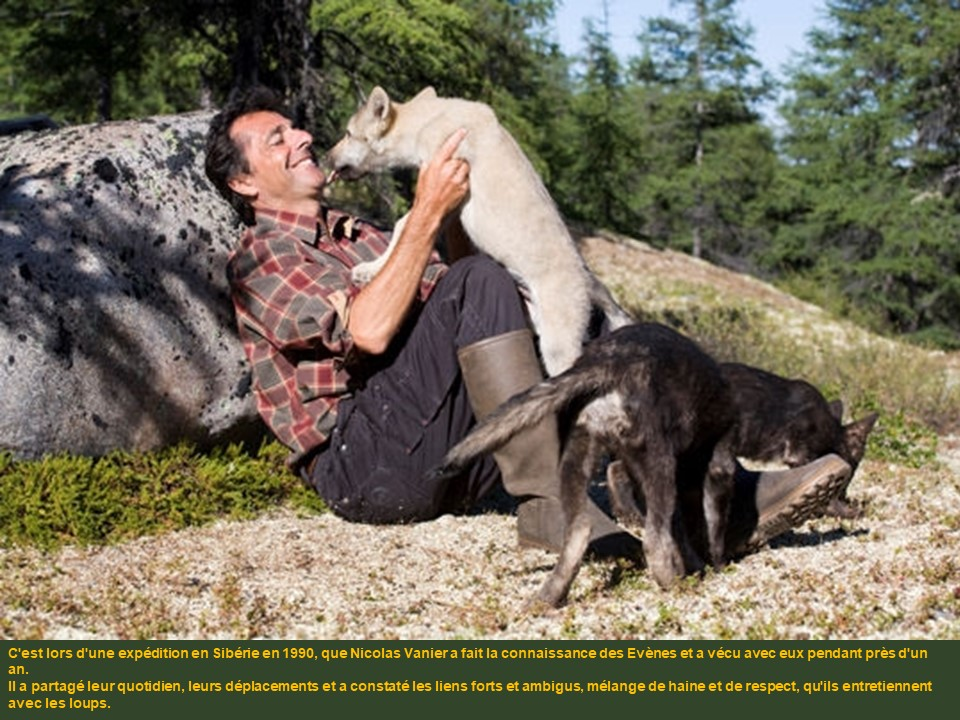 C'est lors d'une expédition en Sibérie en 1990, que Nicolas Vanier a fait la connaissance des Evènes et a vécu avec eux pendant près d'un
an.
Il a partagé leur quotidien, leurs déplacements et a constaté les liens forts et ambigus, mélange de haine et de respect, qu'ils entretiennent
avec les loups.